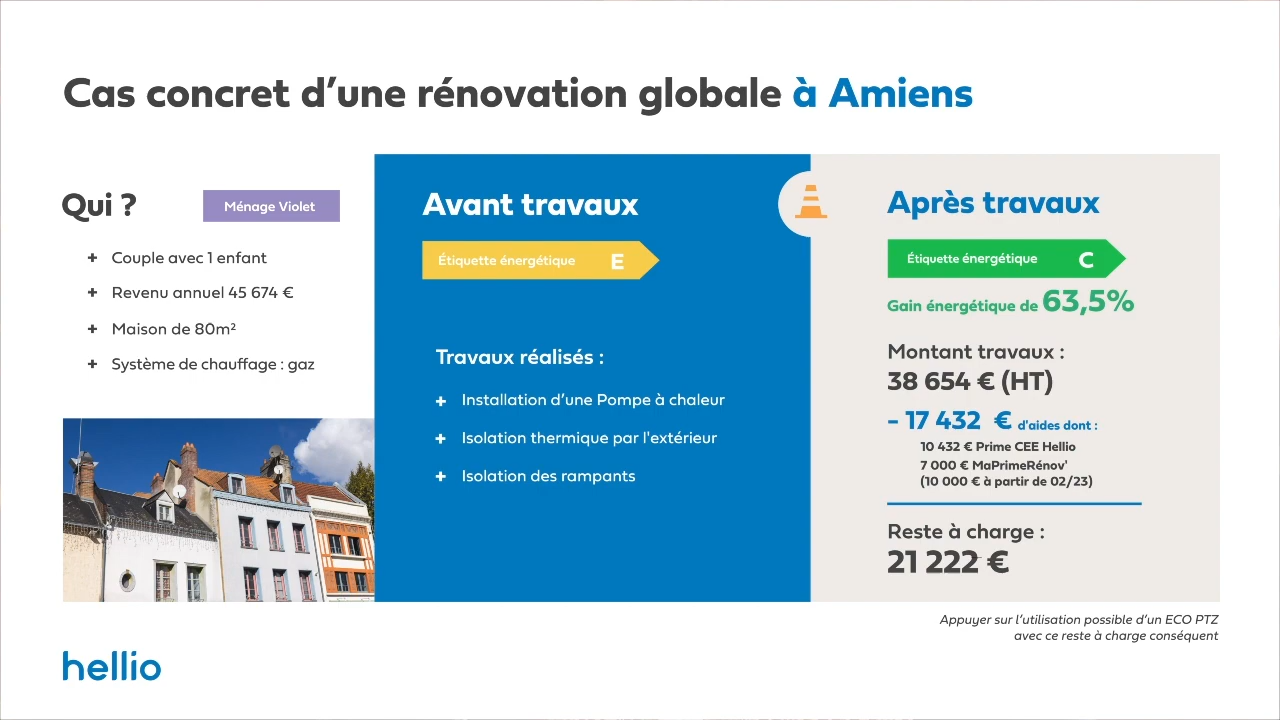 Cas concret d'une rénovation globale à Amiens
Qui ?
Ménage Violet
+ Couple avec 1 enfant
+ Revenu annuel 45 674 €
+ Maison de 80m²
+ Système de chauffage : gaz
Avant travaux
Étiquette énergétique E
Travaux réalisés :
+ Installation d'une Pompe à chaleur
+ Isolation thermique par l'extérieur
+ Isolation des rampants
Après travaux
Étiquette énergétique C
Gain énergétique de 63,5%
Montant travaux :
38 654 € (HT)
- 17 432 € d'aides dont :
10 432 € Prime CEE Hellio
7 000 € MaPrimeRénov'
(10 000 € à partir de 02/23)
Reste à charge :
21 222 €
Appuyer sur l'utilisation possible d'un ECO PTZ
avec ce reste à charge conséquent
hellio